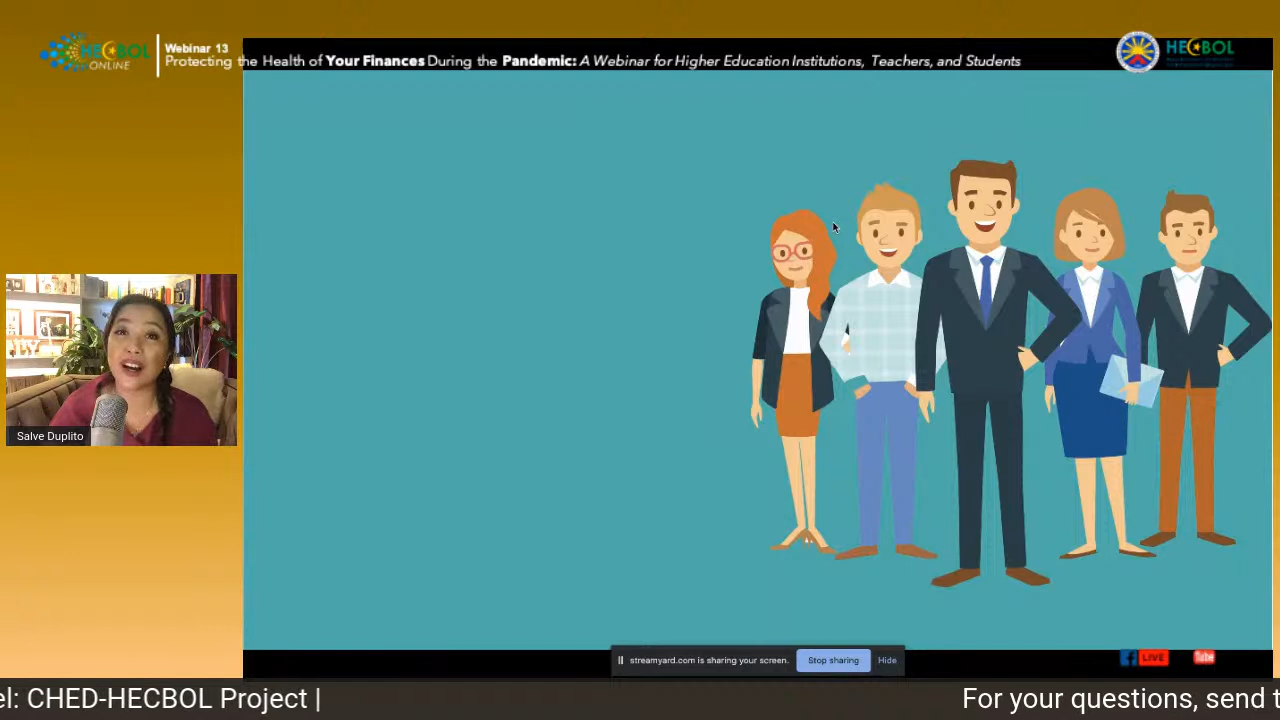 HECBOL
ONLINE
Webinar 13
Protecting the Health of Your Finances During the Pandemic: A Webinar for Higher Education Institutions, Teachers, and Students
HECBOL
Salve Duplito
streamyard.com is sharing your screen.
Stop sharing
Hide
LIVE
Tube
el: CHED-HECBOL Project |
For your questions, send t